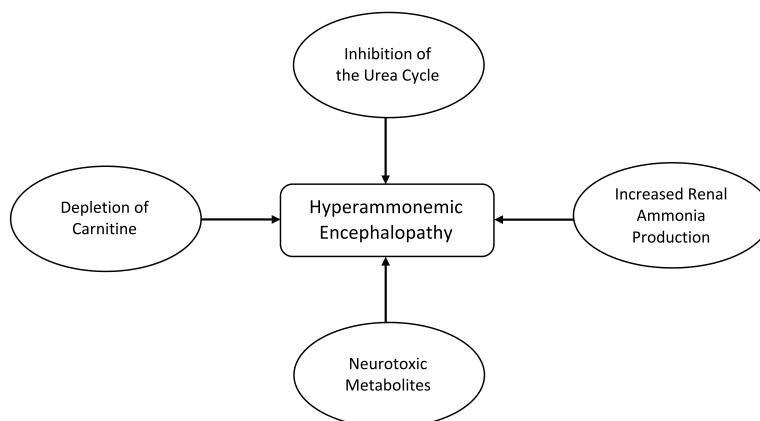 Inhibition of
the Urea Cycle
Depletion of
Carnitine
Hyperammonemic
Encephalopathy
Increased Renal
Ammonia
Production
Neurotoxic
Metabolites